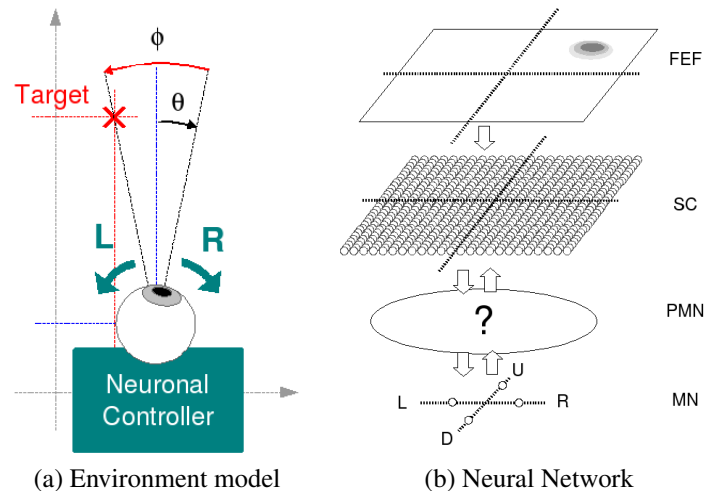 ϕ
Target
θ
L
R
Neuronal
Controller
(a) Environment model
FEF
SC
?
PMN
U
L
R
MN
D
(b) Neural Network